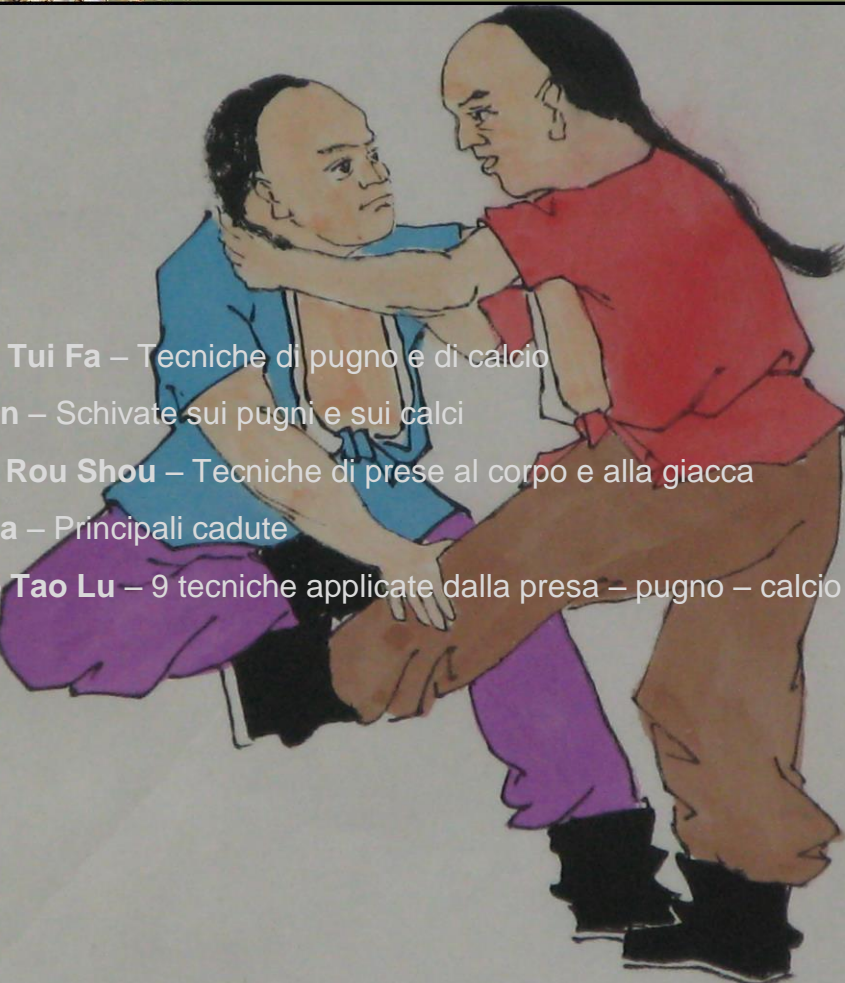 Tui Fa – Tecniche di pugno e di calcio
n – Schivate sui pugni e sui calci
Rou Shou – Tecniche di prese al corpo e alla giacca
a – Principali cadute
Tao Lu – 9 tecniche applicate dalla presa – pugno – calcio